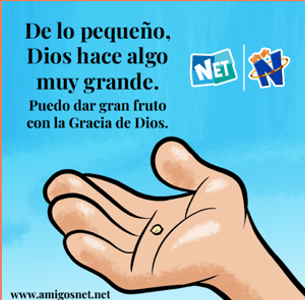 De lo pequeño,
Dios hace algo
muy grande.
Puedo dar gran fruto
con la Gracia de Dios.
NET
N
www.amigosnet.net